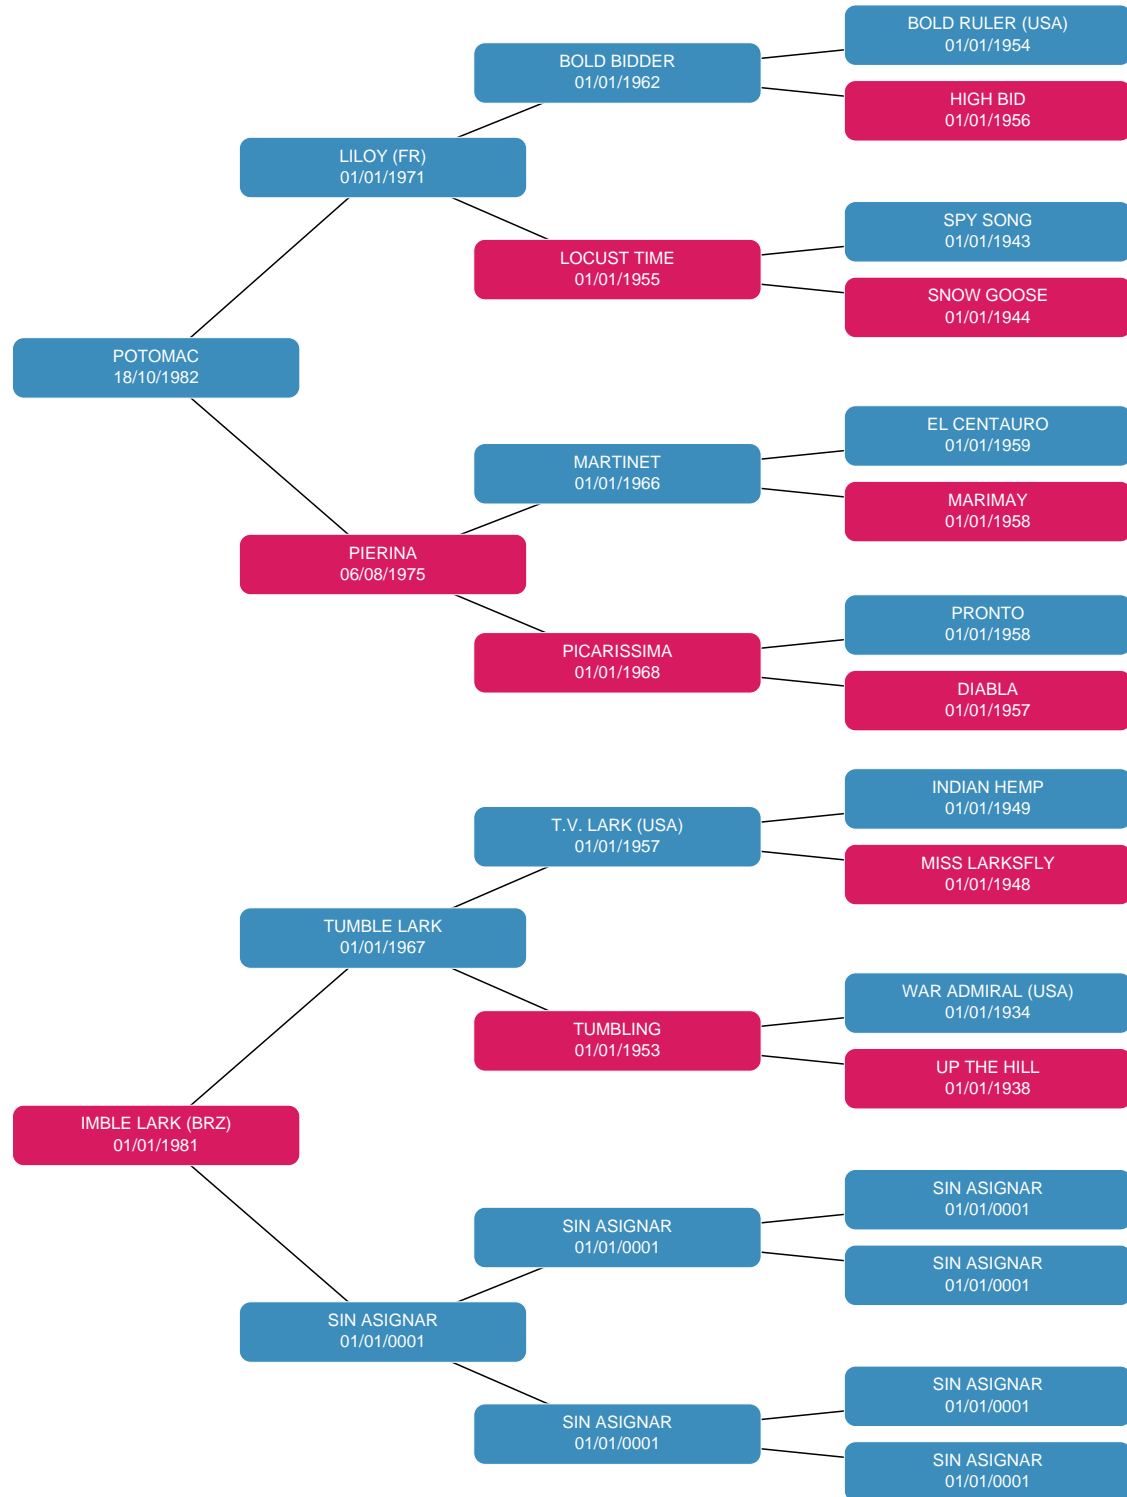 BOLD RULER (USA)
01/01/1954
BOLD BIDDER
01/01/1962
HIGH BID
01/01/1956
LILOY (FR)
01/01/1971
SPY SONG
01/01/1943
LOCUST TIME
01/01/1955
SNOW GOOSE
01/01/1944
POTOMAC
18/10/1982
EL CENTAURO
01/01/1959
MARTINET
01/01/1966
MARIMAY
01/01/1958
PIERINA
06/08/1975
PRONTO
01/01/1958
PICARISSIMA
01/01/1968
DIABLA
01/01/1957
INDIAN HEMP
01/01/1949
T.V. LARK (USA)
01/01/1957
MISS LARKSFLY
01/01/1948
TUMBLE LARK
01/01/1967
WAR ADMIRAL (USA)
01/01/1934
TUMBLING
01/01/1953
UP THE HILL
01/01/1938
IMBLE LARK (BRZ)
01/01/1981
SIN ASIGNAR
01/01/0001
SIN ASIGNAR
01/01/0001
SIN ASIGNAR
01/01/0001
SIN ASIGNAR
01/01/0001
SIN ASIGNAR
01/01/0001
SIN ASIGNAR
01/01/0001
SIN ASIGNAR
01/01/0001